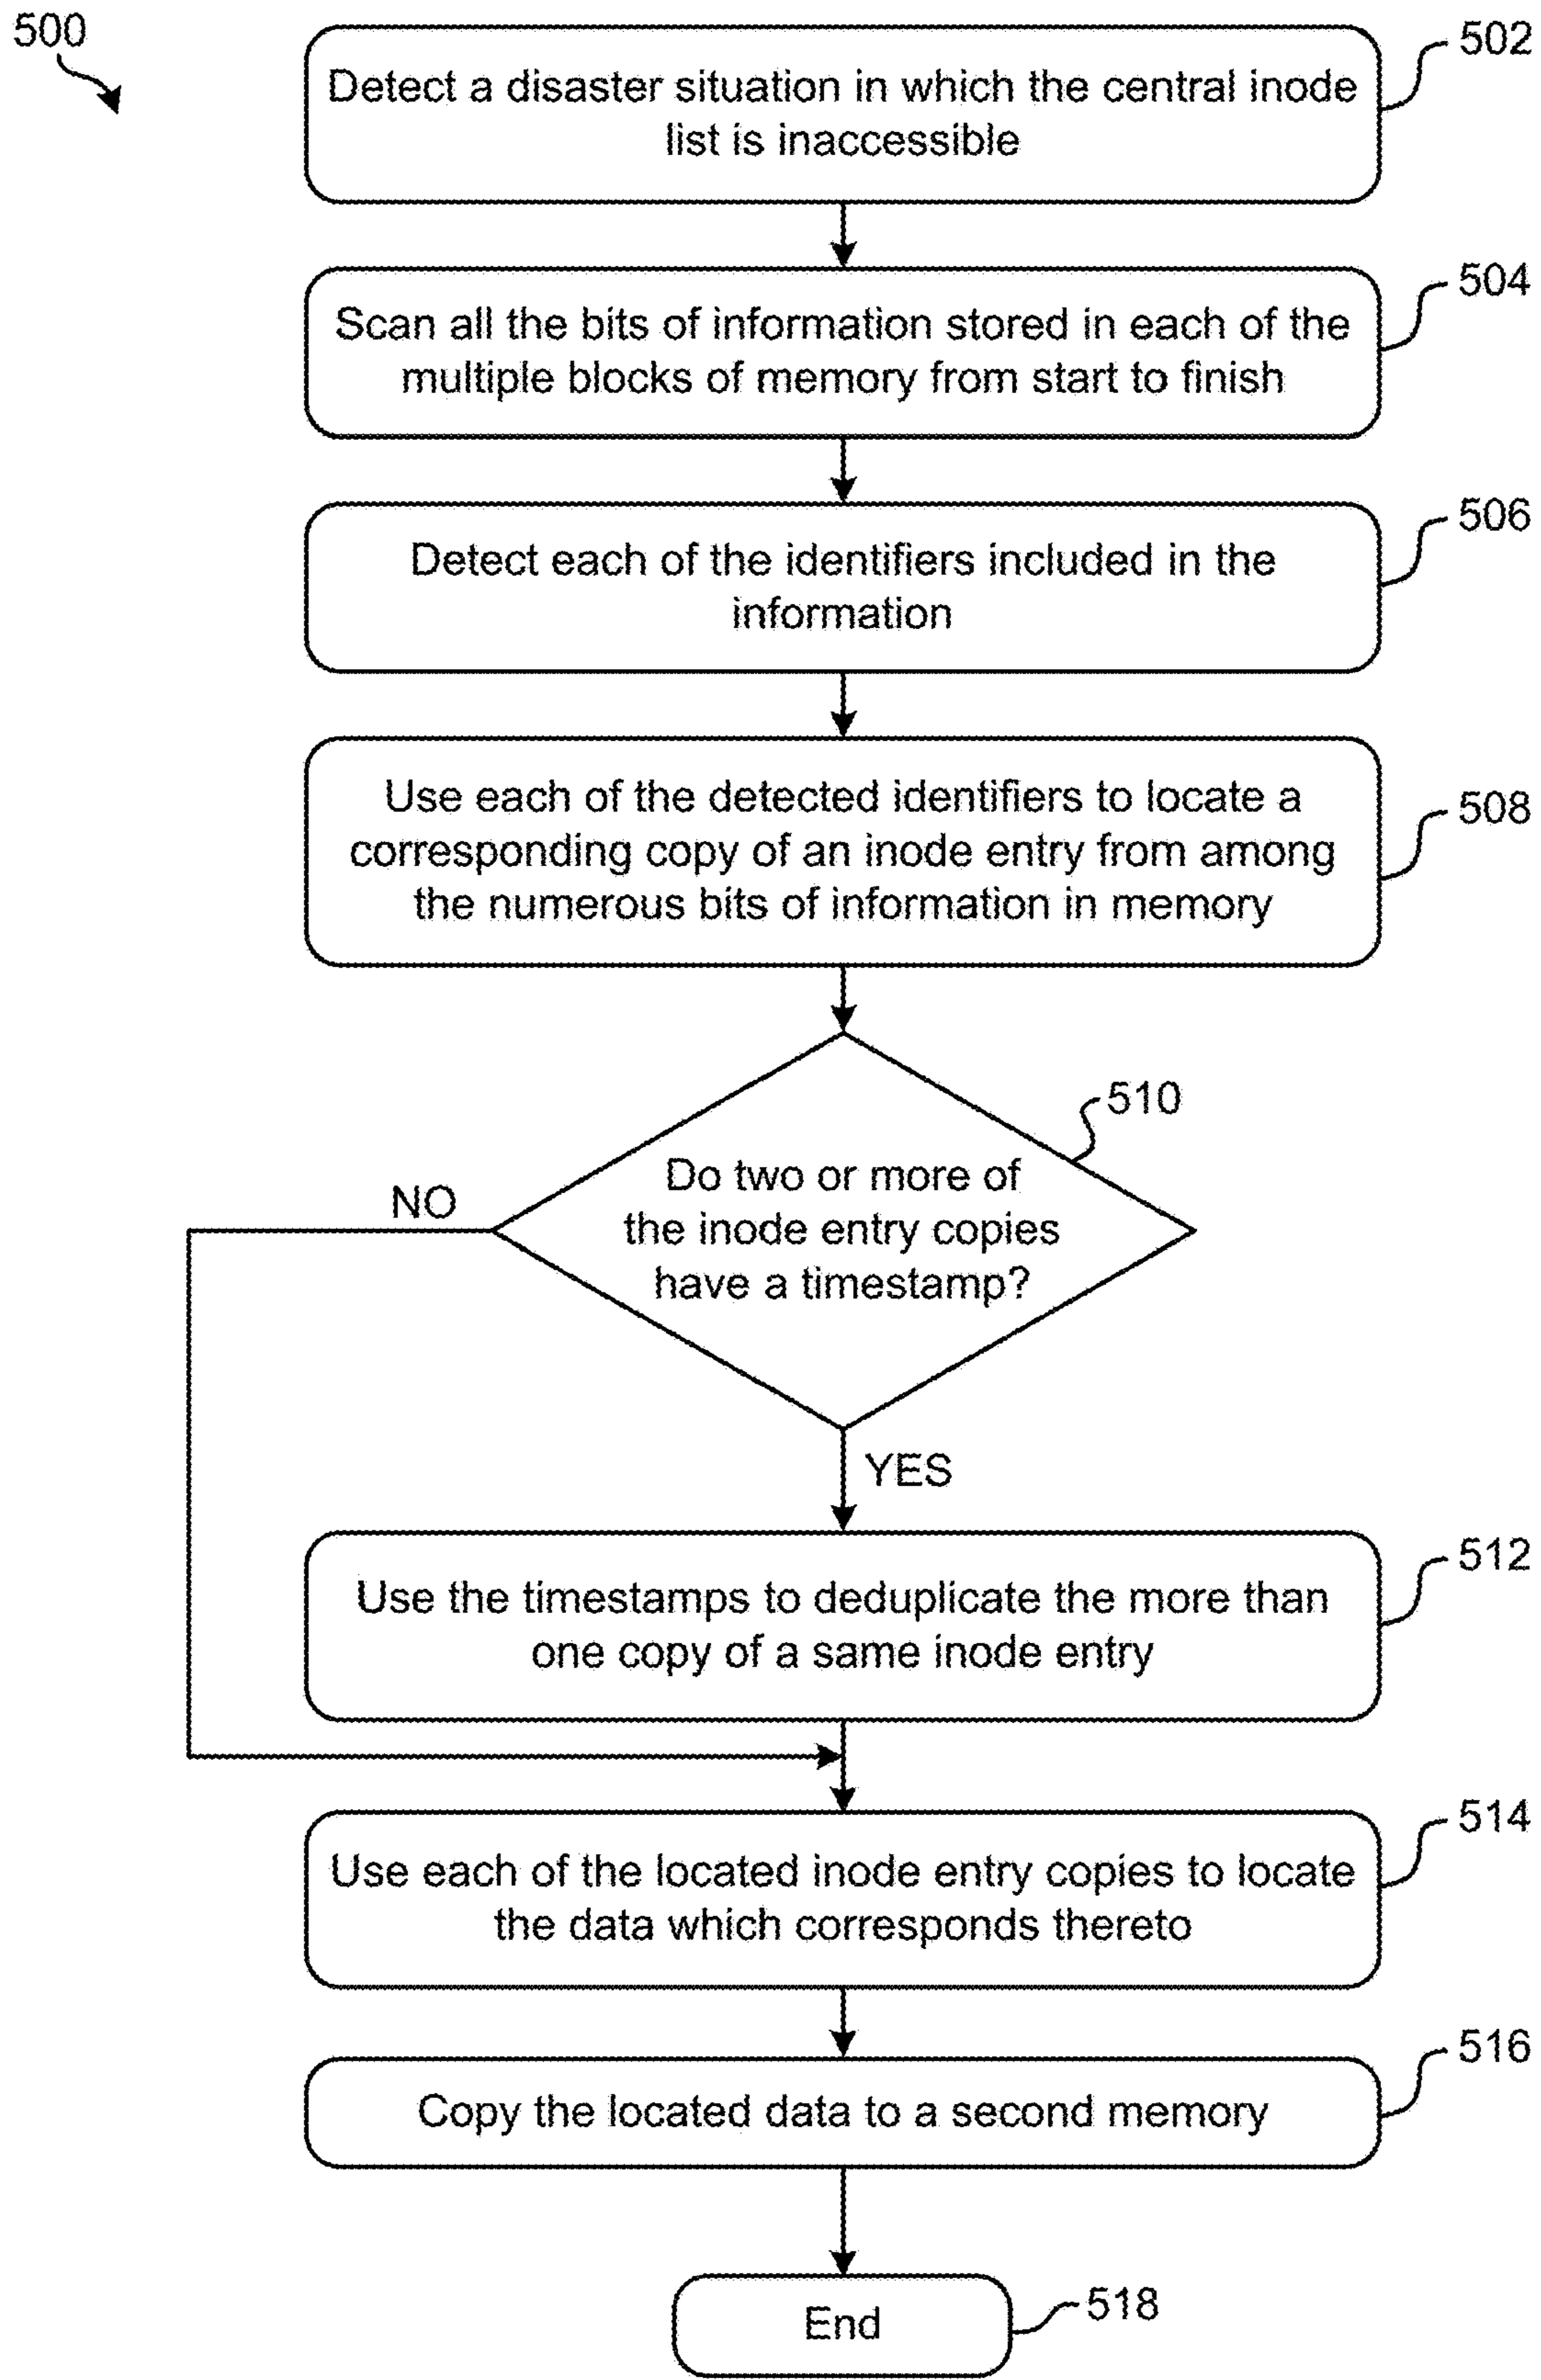 500
502
Detect a disaster situation in which the central inode
list is inaccessible
504
Scan all the bits of information stored in each of the
multiple blocks of memory from start to finish
506
Detect each of the identifiers included in the
information
508
Use each of the detected identifiers to locate a
corresponding copy of an inode entry from among
the numerous bits of information in memory
510
Do two or more of
the inode entry copies
have a timestamp?
NO
YES
512
Use the timestamps to deduplicate the more than
one copy of a same inode entry
514
Use each of the located inode entry copies to locate
the data which corresponds thereto
516
Copy the located data to a second memory
End
518